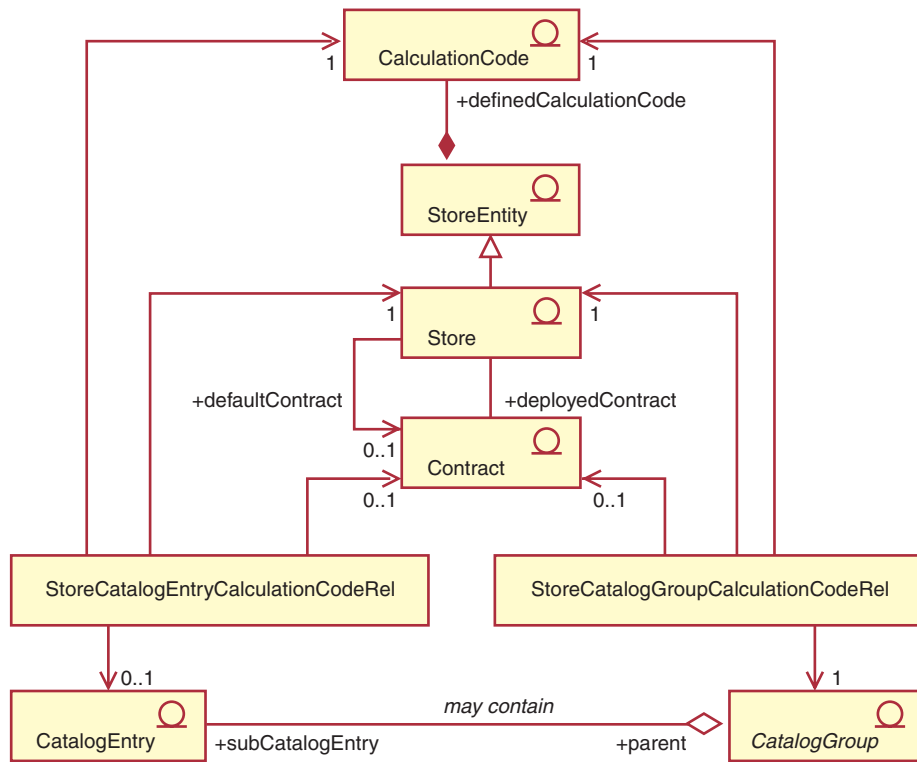 CalculationCode
1
1
+definedCalculationCode
StoreEntity
1
1
Store
+defaultContract
+deployedContract
0..1
Contract
0..1
0..1
StoreCatalogEntryCalculationCodeRel
StoreCatalogGroupCalculationCodeRel
0..1
1
may contain
CatalogEntry
+subCatalogEntry
+parent
CatalogGroup